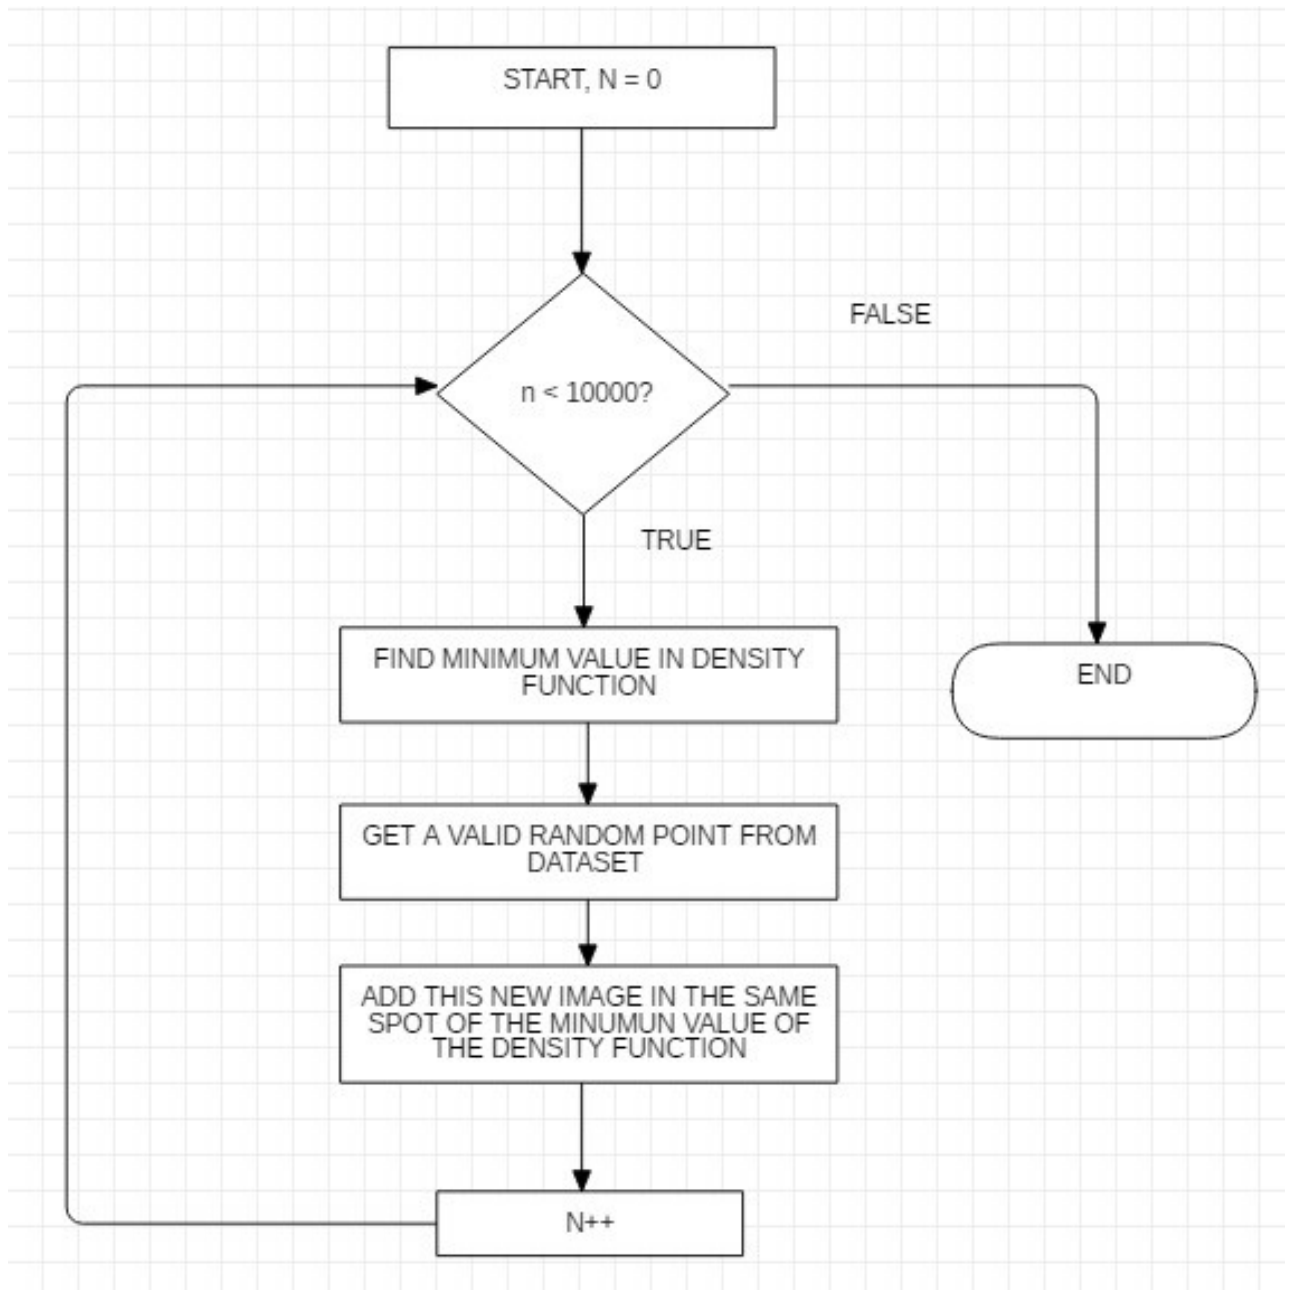 START, N = 0
FALSE
n < 10000?
TRUE
FIND MINIMUM VALUE IN DENSITY
FUNCTION
END
GET A VALID RANDOM POINT FROM
DATASET
ADD THIS NEW IMAGE IN THE SAME
SPOT OF THE MINUMUN VALUE OF
THE DENSITY FUNCTION
N++